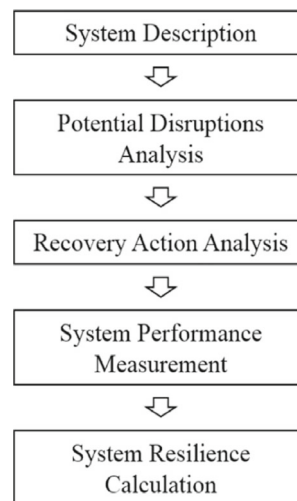 System Description
Potential Disruptions
Analysis
Recovery Action Analysis
System Performance
Measurement
System Resilience
Calculation